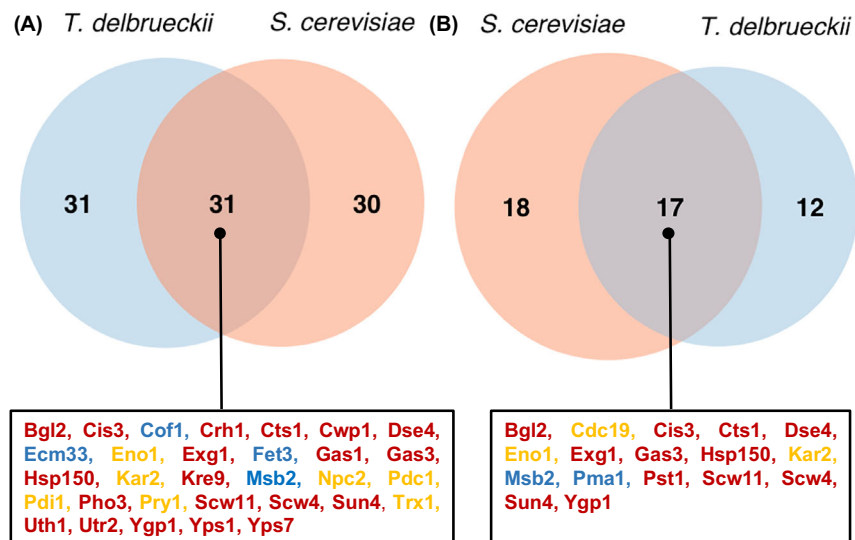 (A) T. delbrueckii S. cerevisiae
31 31 30
Bgl2, Cis3, Cof1, Crh1, Cts1, Cwp1, Dse4,
Ecm33, Eno1, Exg1, Fet3, Gas1, Gas3,
Hsp150, Kar2, Kre9, Msb2, Npc2, Pdc1,
Pdi1, Pho3, Pry1, Scw11, Scw4, Sun4, Trx1,
Uth1, Utr2, Ygp1, Yps1, Yps7
(B) S. cerevisiae T. delbrueckii
18 17 12
Bgl2, Cdc19, Cis3, Cts1, Dse4,
Eno1, Exg1, Gas3, Hsp150, Kar2,
Msb2, Pma1, Pst1, Scw11, Scw4,
Sun4, Ygp1